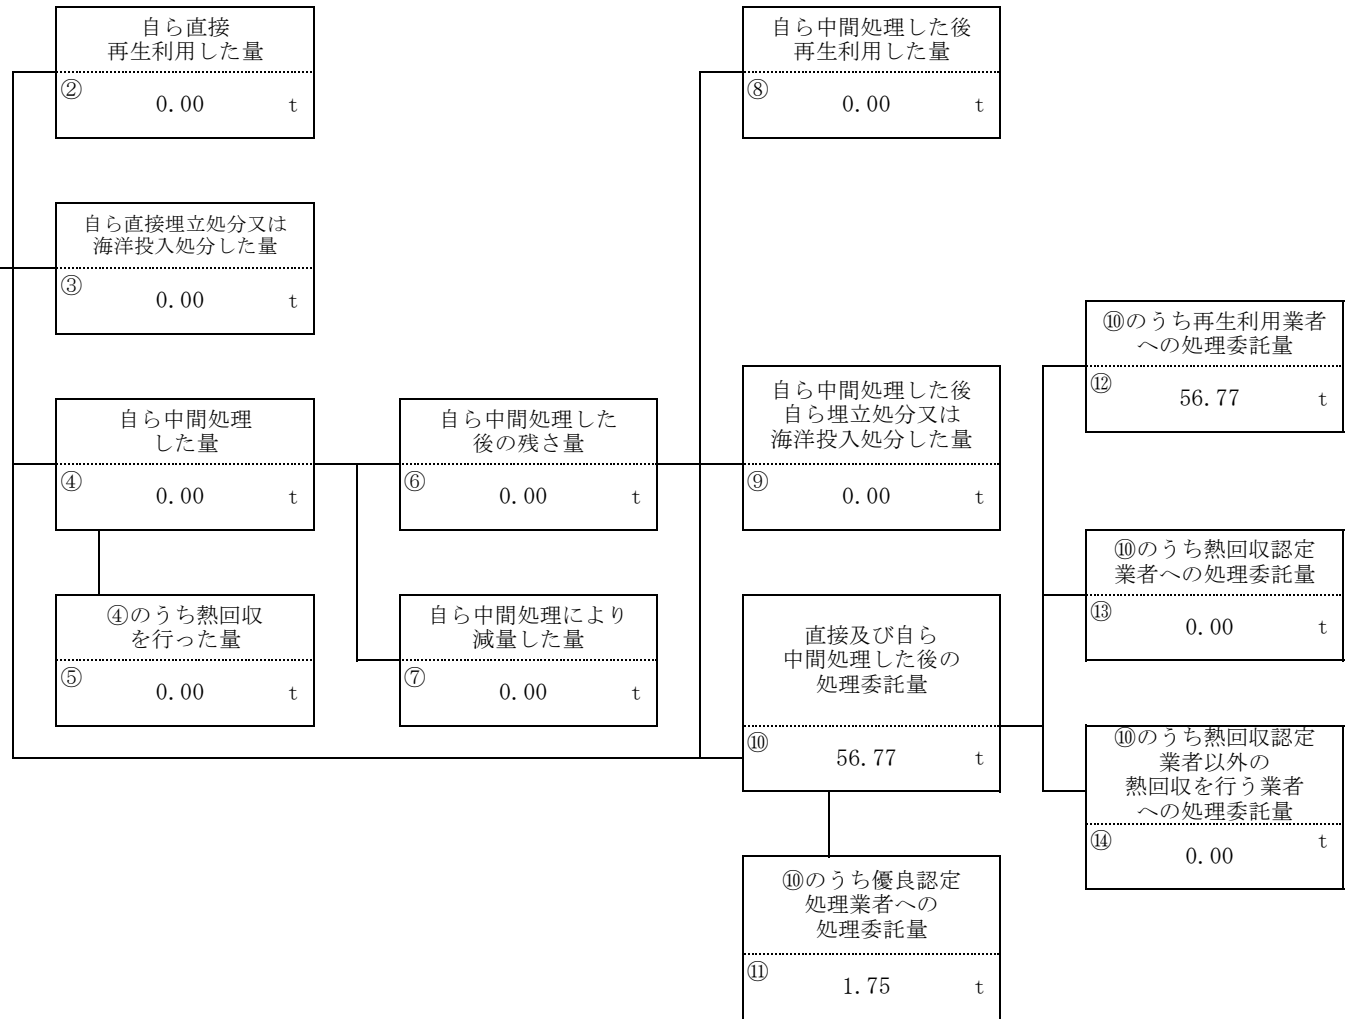 自ら直接
再生利用した量
②
0.00 t
自ら直接埋立処分又は
海洋投入処分した量
③
0.00 t
自ら中間処理
した量
④
0.00 t
④のうち熱回収
を行った量
⑤
0.00 t
自ら中間処理した
後の残さ量
⑥
0.00 t
自ら中間処理により
減量した量
⑦
0.00 t
自ら中間処理した後
再生利用した量
⑧
0.00 t
自ら中間処理した後
自ら埋立処分又は
海洋投入処分した量
⑨
0.00 t
直接及び自ら
中間処理した後の
処理委託量
⑩
56.77 t
⑩のうち優良認定
処理業者への
処理委託量
⑪
1.75 t
⑩のうち再生利用業者
への処理委託量
⑫
56.77 t
⑩のうち熱回収認定
業者への処理委託量
⑬
0.00 t
⑩のうち熱回収認定
業者以外の
熱回収を行う業者
への処理委託量
⑭
0.00 t